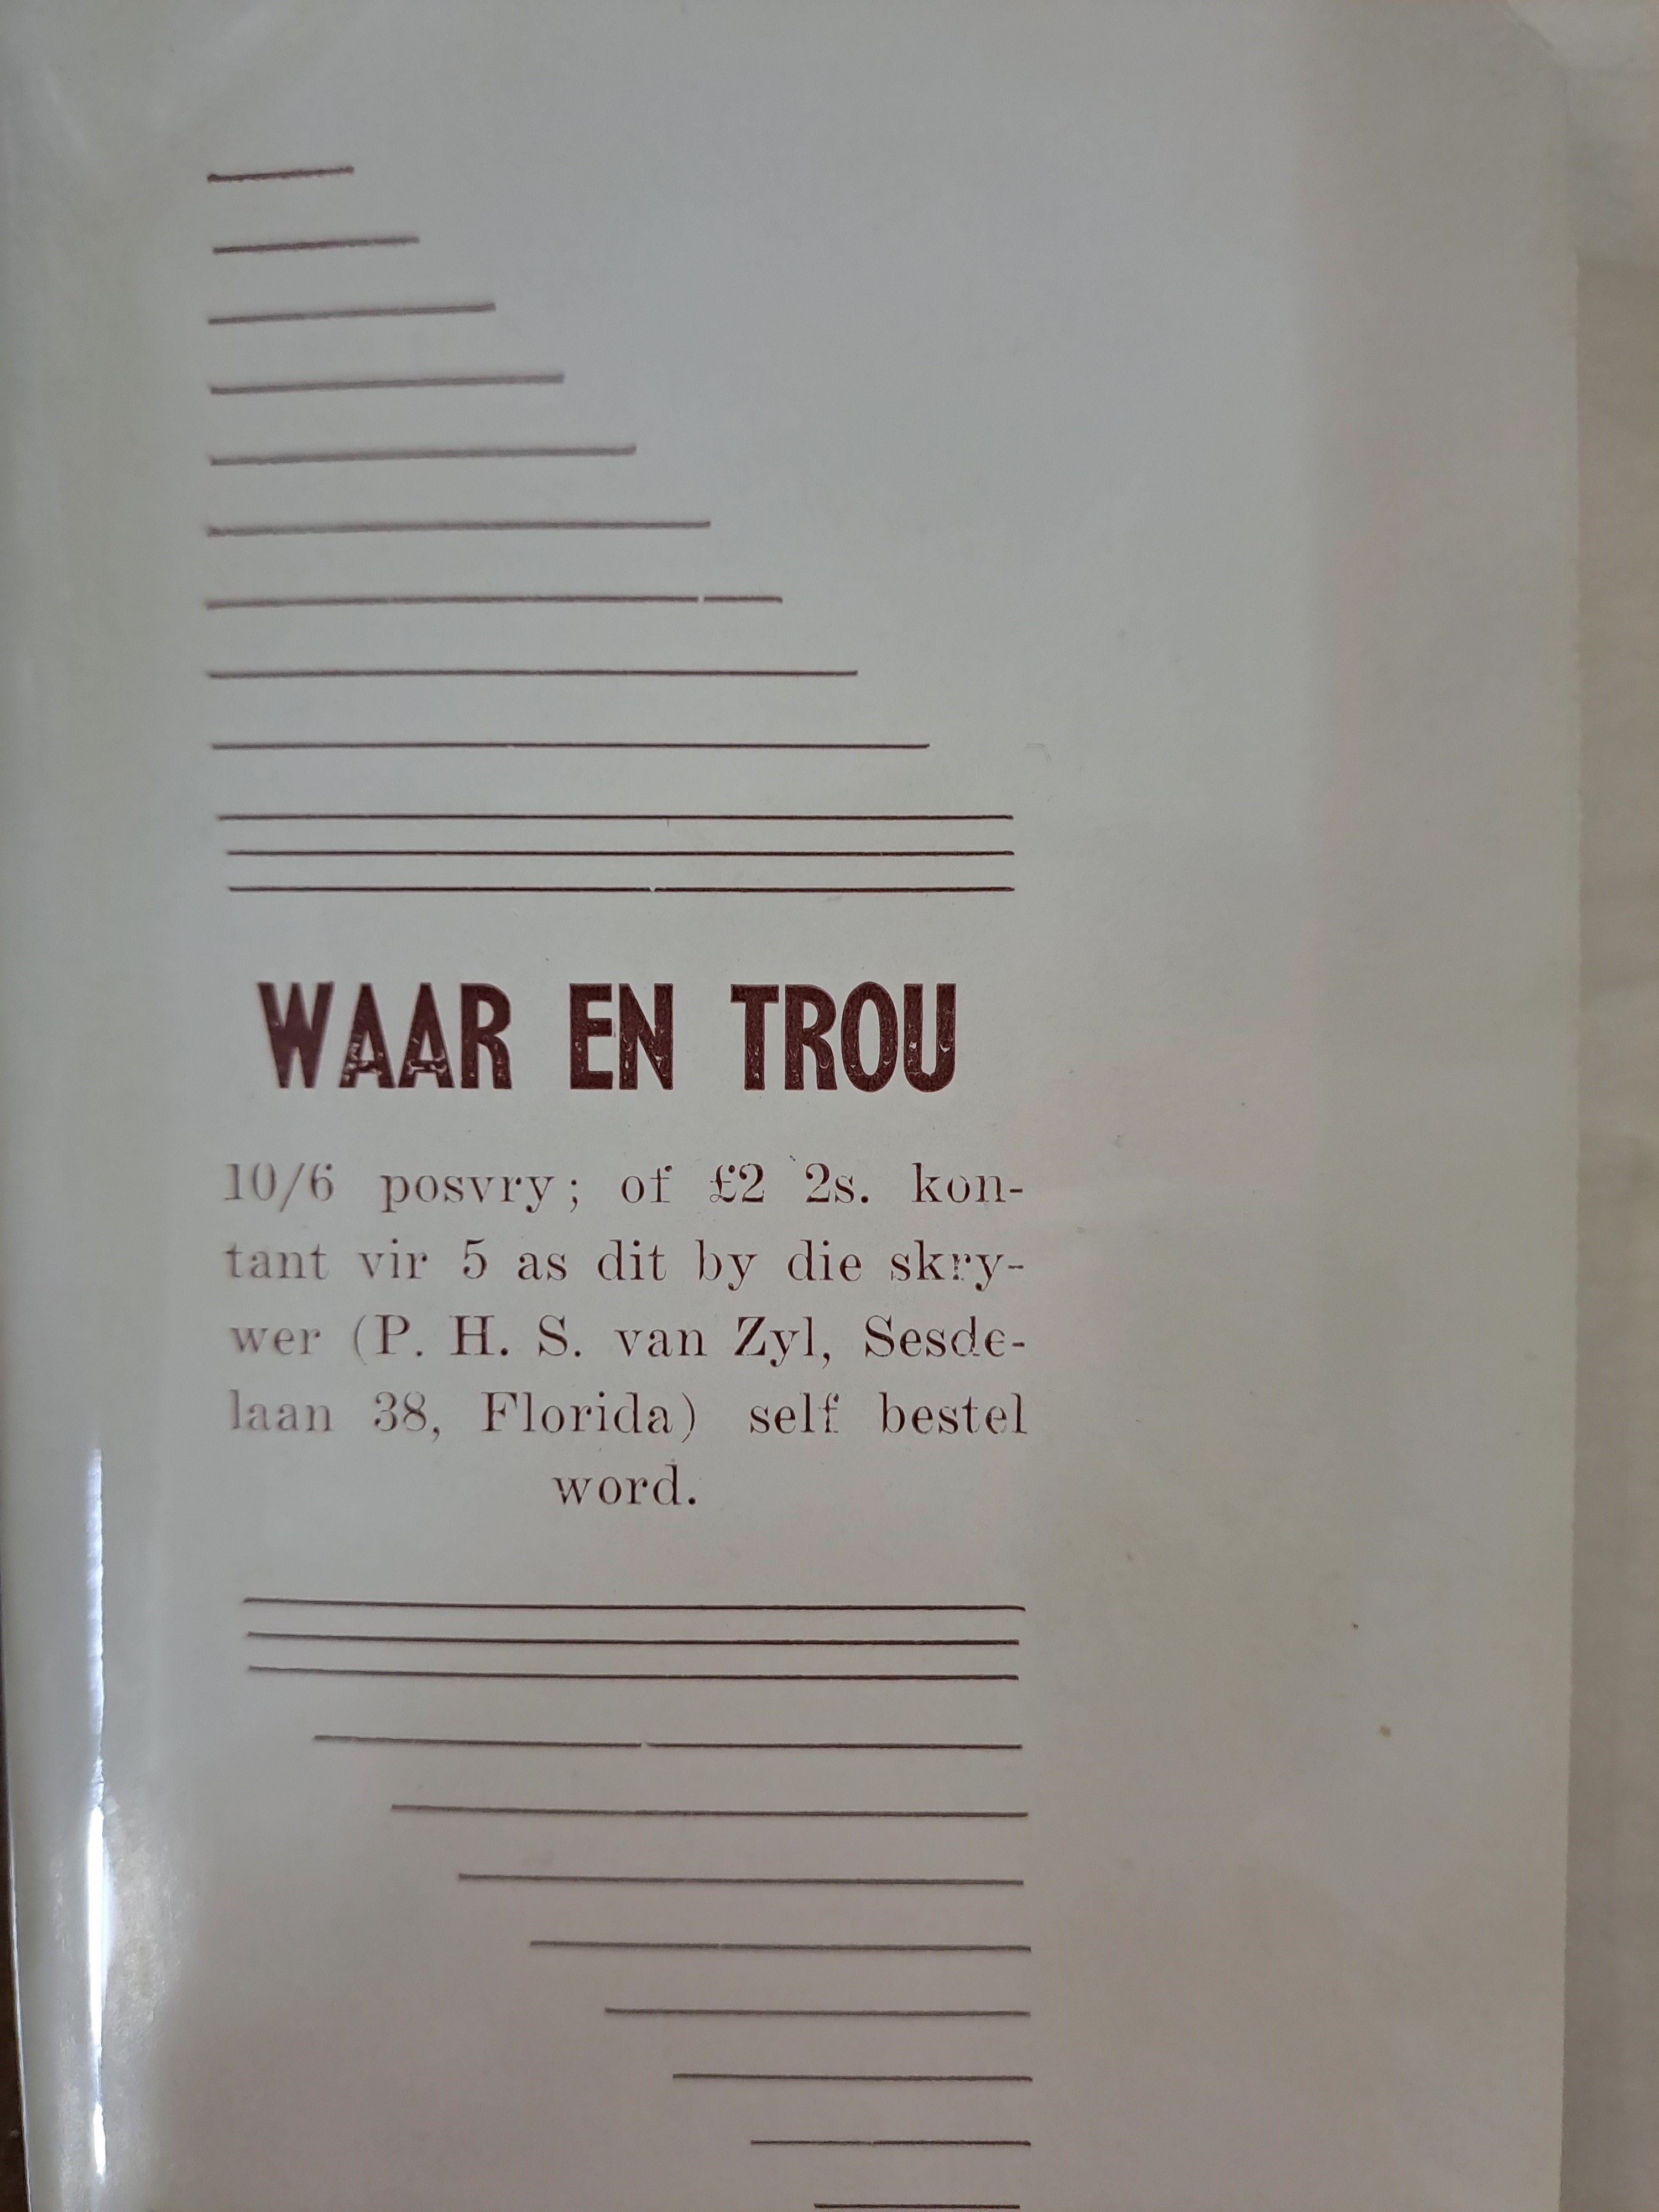 WAAR EN TROU
10/6 posvry; of £2 2s. kon-
tant vir 5 as dit by die skry-
wer (P. H. S. van Zyl, Sesde-
laan 38, Florida) self bestel
word.